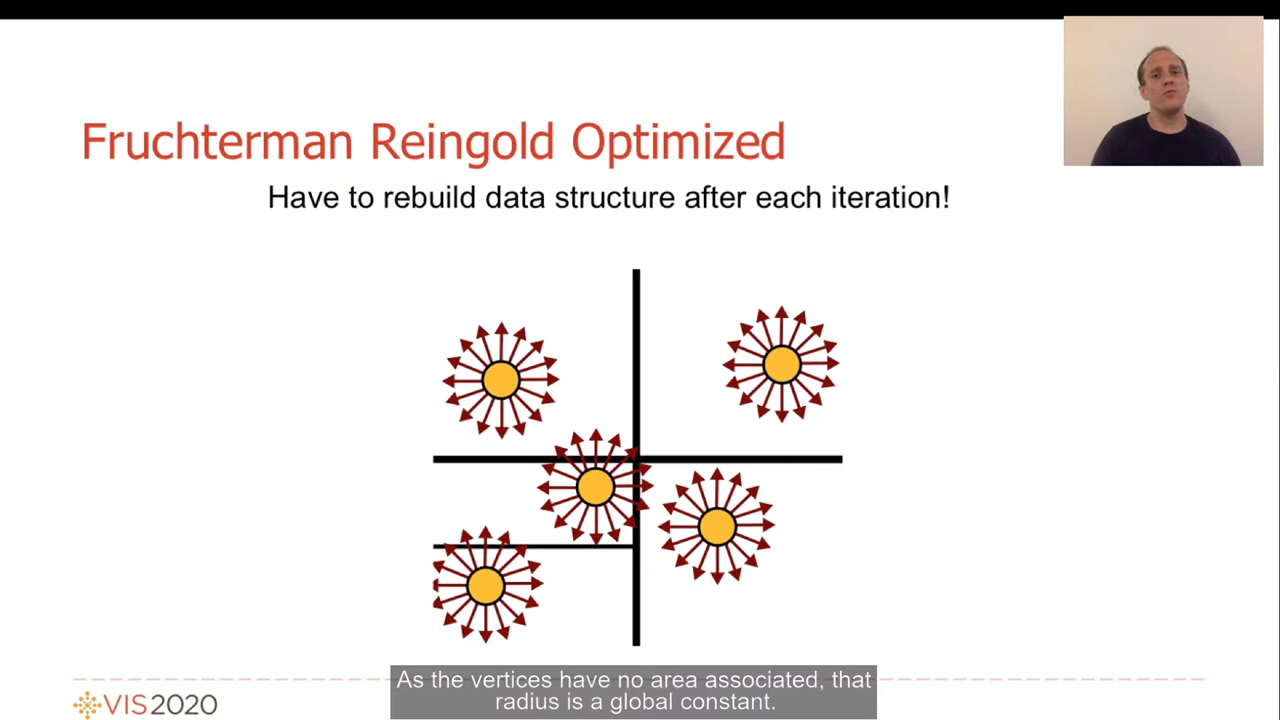 Fruchterman Reingold Optimized
Have to rebuild data structure after each iteration!
As the vertices have no area associated, that
radius is a global constant.
VIS2020